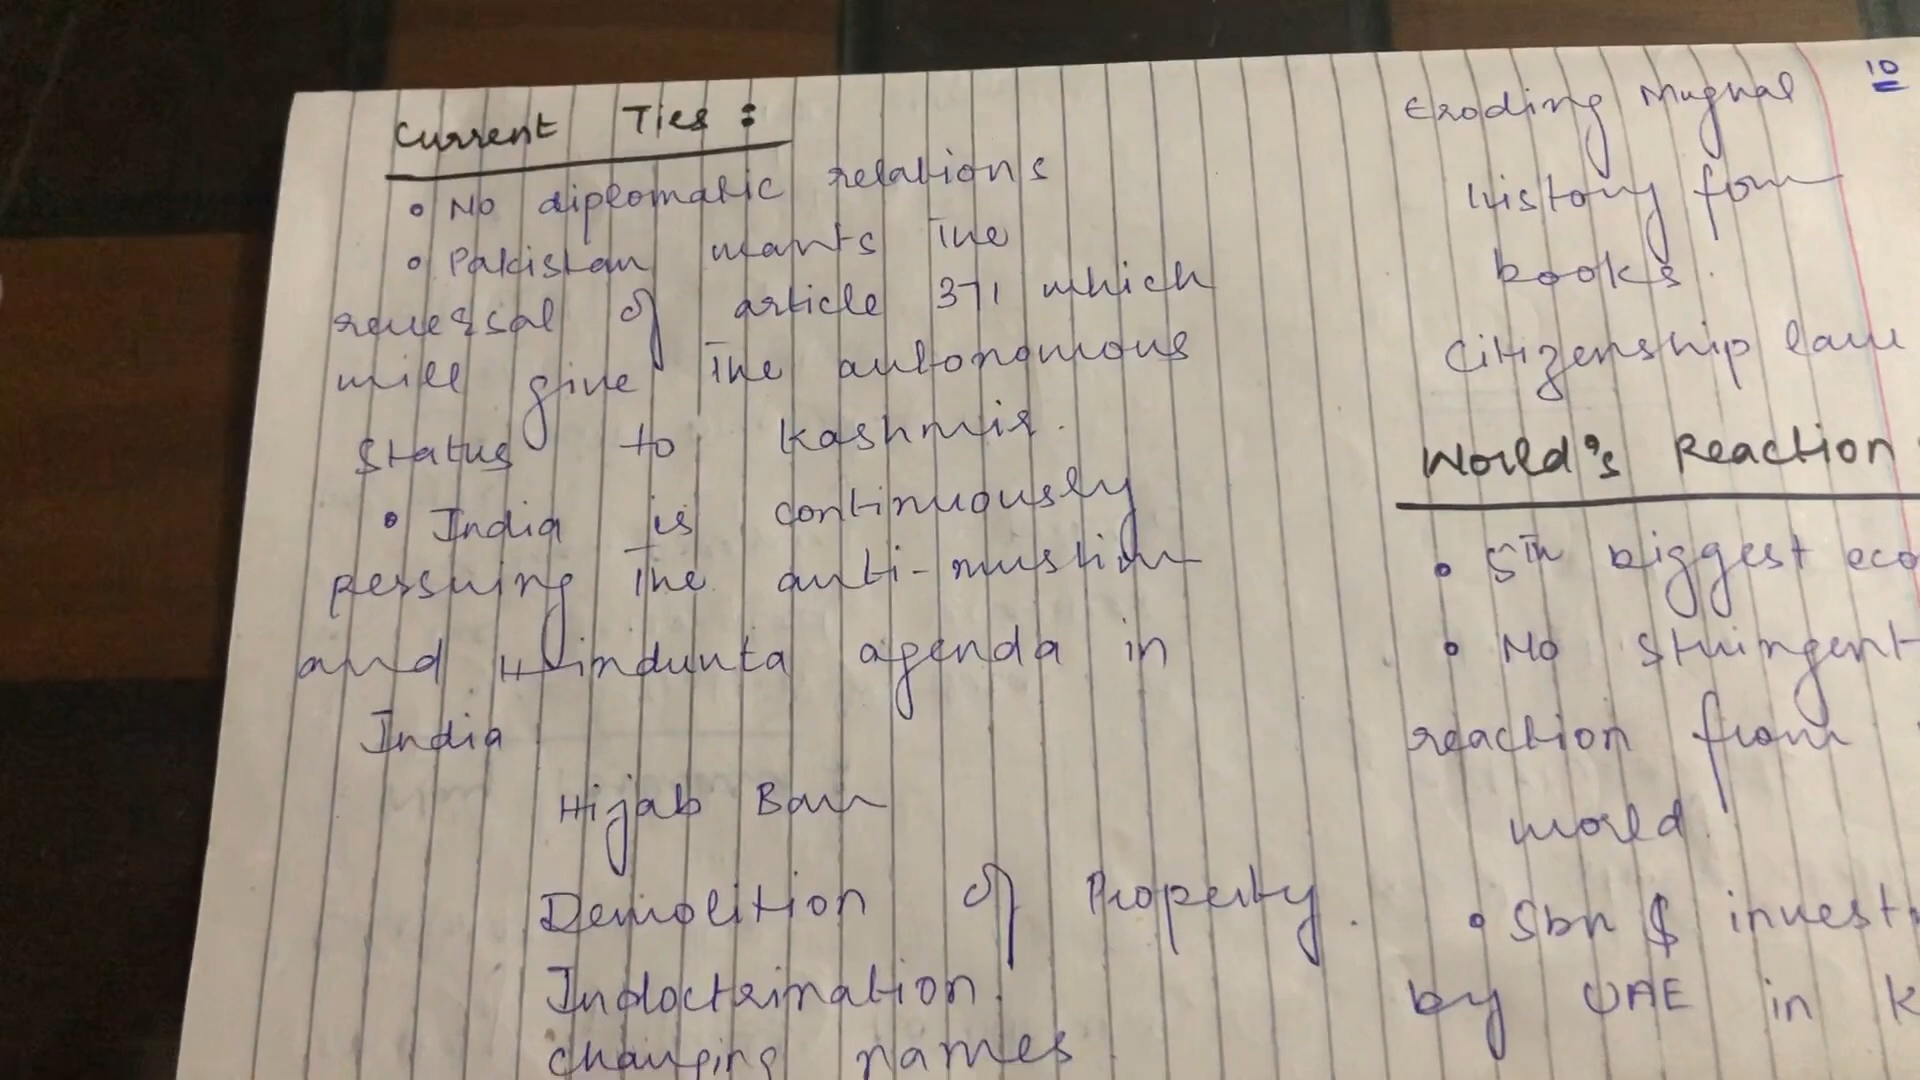 Current Ties :
• No diplomatic relations
• Pakistan wants the
reversal of article 371 which
will give the autonomous
status to Kashmir.
• India is continuously
perssuing the anti-muslim
and Hindutva agenda in
India
Hijab Ban
Demolition of Property.
Indoctrination.
changing names
10
Eroding Mughal
history from
books.
Citizenship law
World's Reaction
• 5th biggest eco
• No stringent
reaction from
world.
• 5bn $ invest
by UAE in K